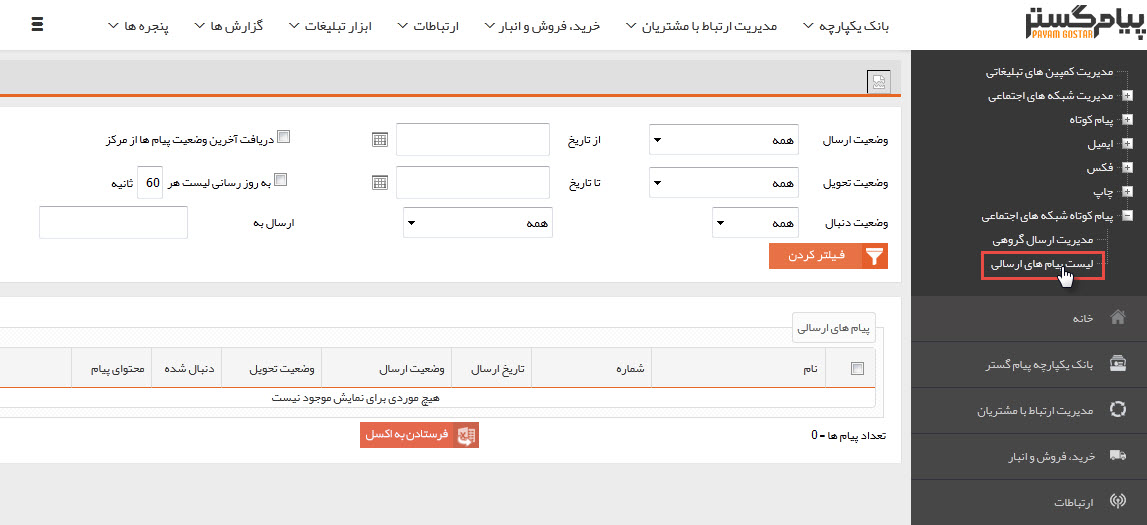 پیام گستر
PAYAM GOSTAR
بانک یکپارچه
مدیریت ارتباط با مشتریان
خرید، فروش و انبار
ارتباطات
ابزار تبلیغات
گزارش ها
پنجره ها
مدیریت کمپین های تبلیغاتی
مدیریت شبکه های اجتماعی
پیام کوتاه
ایمیل
فکس
چاپ
پیام کوتاه شبکه های اجتماعی
مدیریت ارسال گروهی
لیست پیام های ارسالی
خانه
بانک یکپارچه پیام گستر
مدیریت ارتباط با مشتریان
خرید، فروش و انبار
ارتباطات
وضعیت ارسال همه از تاریخ دریافت آخرین وضعیت پیام ها از مرکز
وضعیت تحویل همه تا تاریخ به روز رسانی لیست هر 60 ثانیه
وضعیت دنبال همه همه ارسال به
فیلتر کردن
پیام های ارسالی
نام شماره تاریخ ارسال وضعیت ارسال وضعیت تحویل دنبال شده محتوای پیام
هیچ موردی برای نمایش موجود نیست
تعداد پیام ها - 0 فرستادن به اکسل